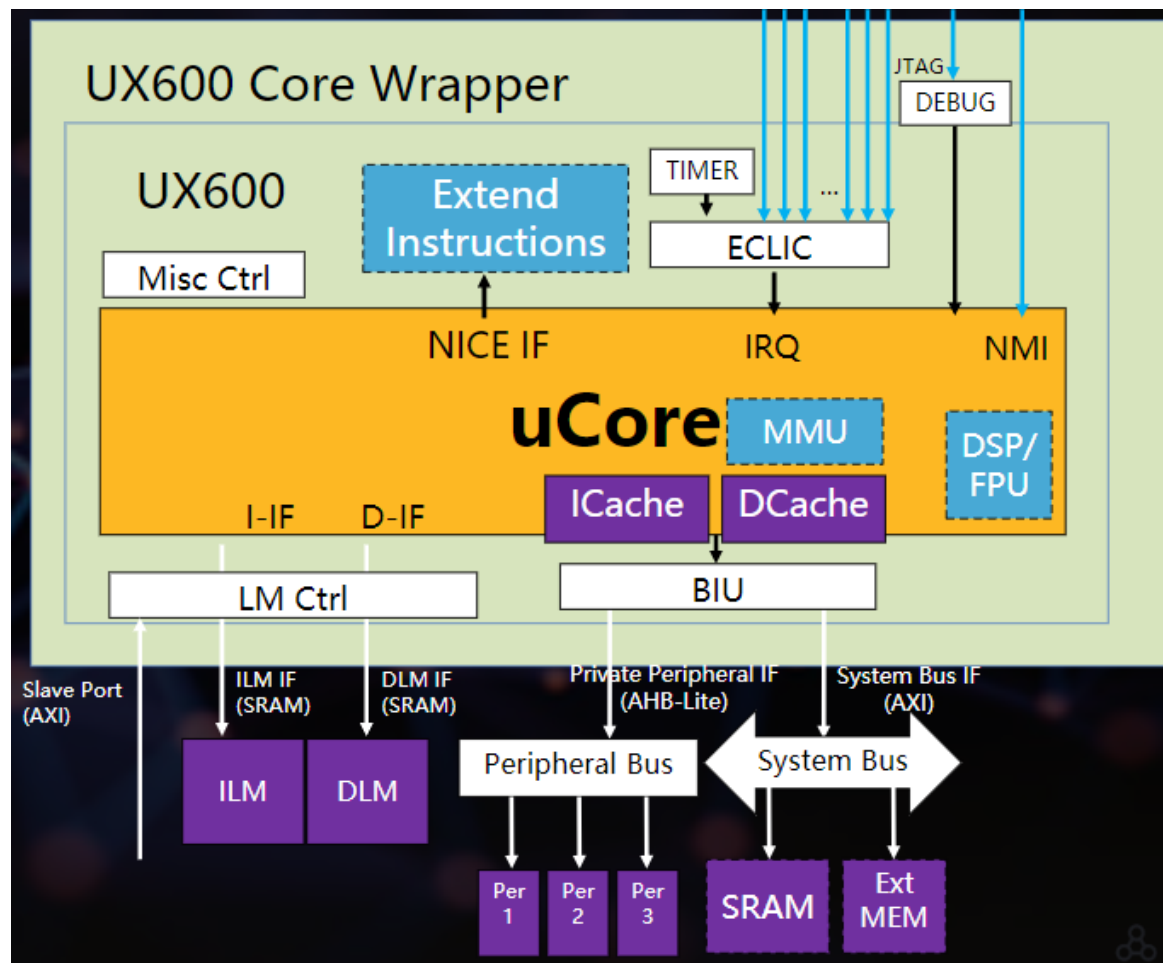 UX600 Core Wrapper
JTAG
DEBUG
UX600
Extend
Instructions
TIMER
...
ECLIC
Misc Ctrl
NICE IF
IRQ
NMI
uCore
MMU
DSP/
FPU
ICache
DCache
I-IF
D-IF
LM Ctrl
BIU
Slave Port
(AXI)
ILM IF
(SRAM)
DLM IF
(SRAM)
Private Peripheral IF
(AHB-Lite)
System Bus IF
(AXI)
ILM
DLM
Peripheral Bus
System Bus
Per
1
Per
2
Per
3
SRAM
Ext
MEM